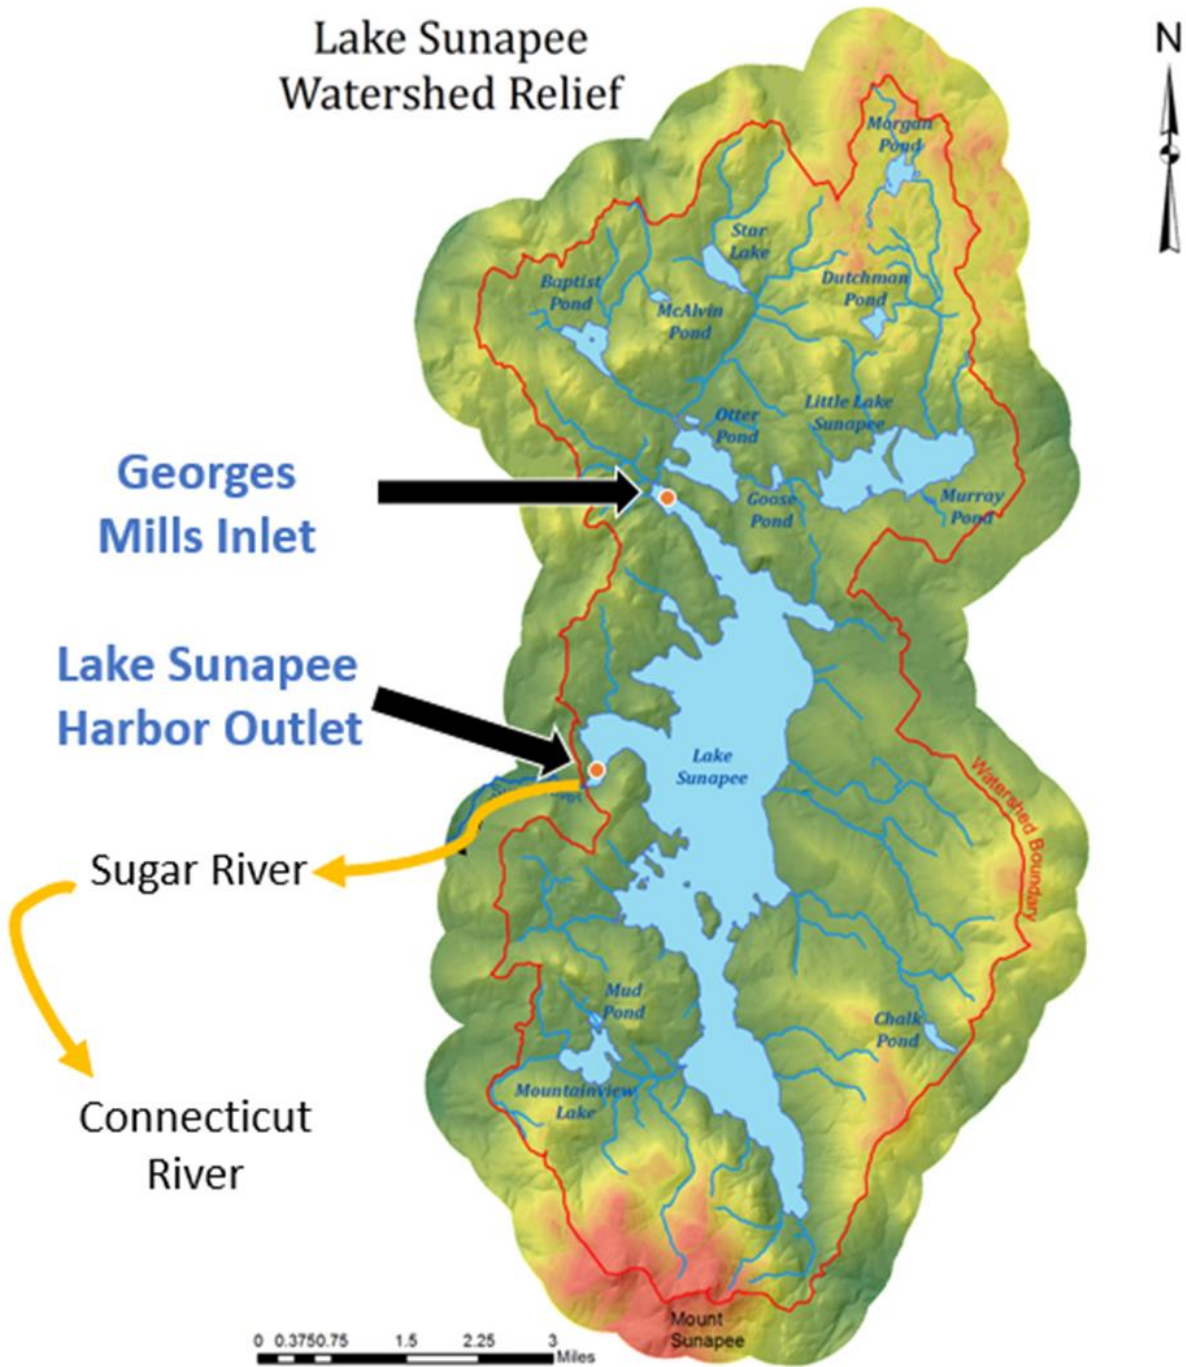 Lake Sunapee
Watershed Relief
N
Morgan
Pond
Star
Lake
Baptist
Pond
McAlvin
Pond
Dutchman
Pond
Otter
Pond
Little Lake
Sunapee
Georges
Mills Inlet
Goose
Pond
Murray
Pond
Lake Sunapee
Harbor Outlet
Lake
Sunapee
Watershed Boundary
Sugar River
Mud
Pond
Chalk
Pond
Mountainview
Lake
Connecticut
River
Mount
Sunapee
0 0.375 0.75 1.5 2.25 3
Miles